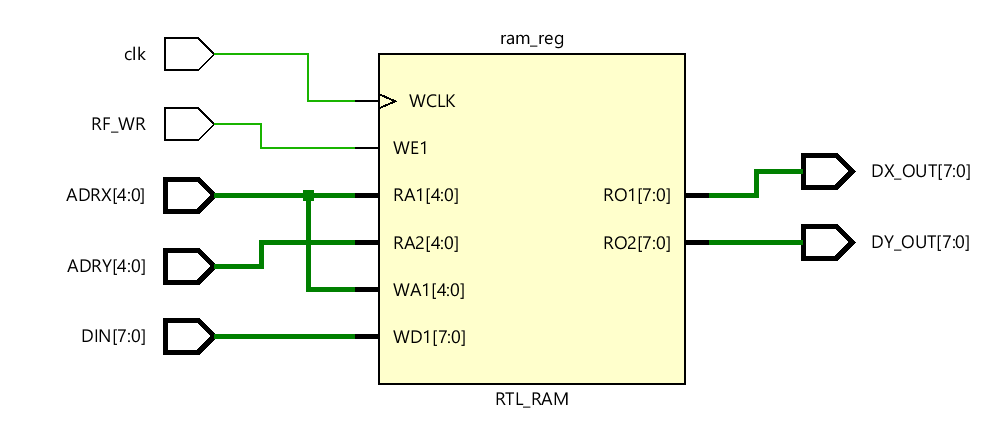 ram_reg
clk
WCLK
RF_WR
WE1
ADRX[4:0]
RA1[4:0]
RO1[7:0]
DX_OUT[7:0]
ADRY[4:0]
RA2[4:0]
RO2[7:0]
DY_OUT[7:0]
WA1[4:0]
DIN[7:0]
WD1[7:0]
RTL_RAM